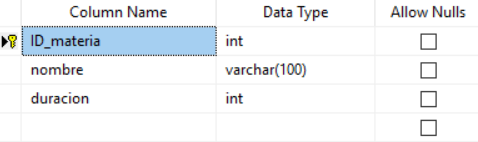 Column Name Data Type Allow Nulls
ID_materia int
nombre varchar(100)
duracion int